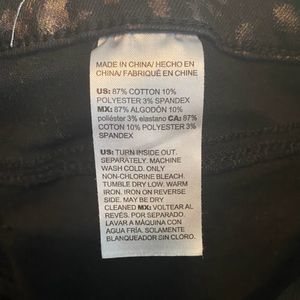 MADE IN CHINA/ HECHO EN
CHINA/ FABRIQUÉ EN CHINE
US: 87% COTTON 10%
POLYESTER 3% SPANDEX
MX: 87% ALGODÓN 10%
poliéster 3% elastano CA: 87%
COTON 10% POLYESTER 3%
SPANDEX
US: TURN INSIDE OUT.
SEPARATELY. MACHINE
WASH COLD. ONLY
NON-CHLORINE BLEACH.
TUMBLE DRY LOW. WARM
IRON. IRON ON REVERSE
SIDE. MAY BE DRY
CLEANED MX: VOLTEAR AL
REVÉS. POR SEPARADO.
LAVAR A MÁQUINA CON
AGUA FRÍA. SOLAMENTE
BLANQUEADOR SIN CLORO.